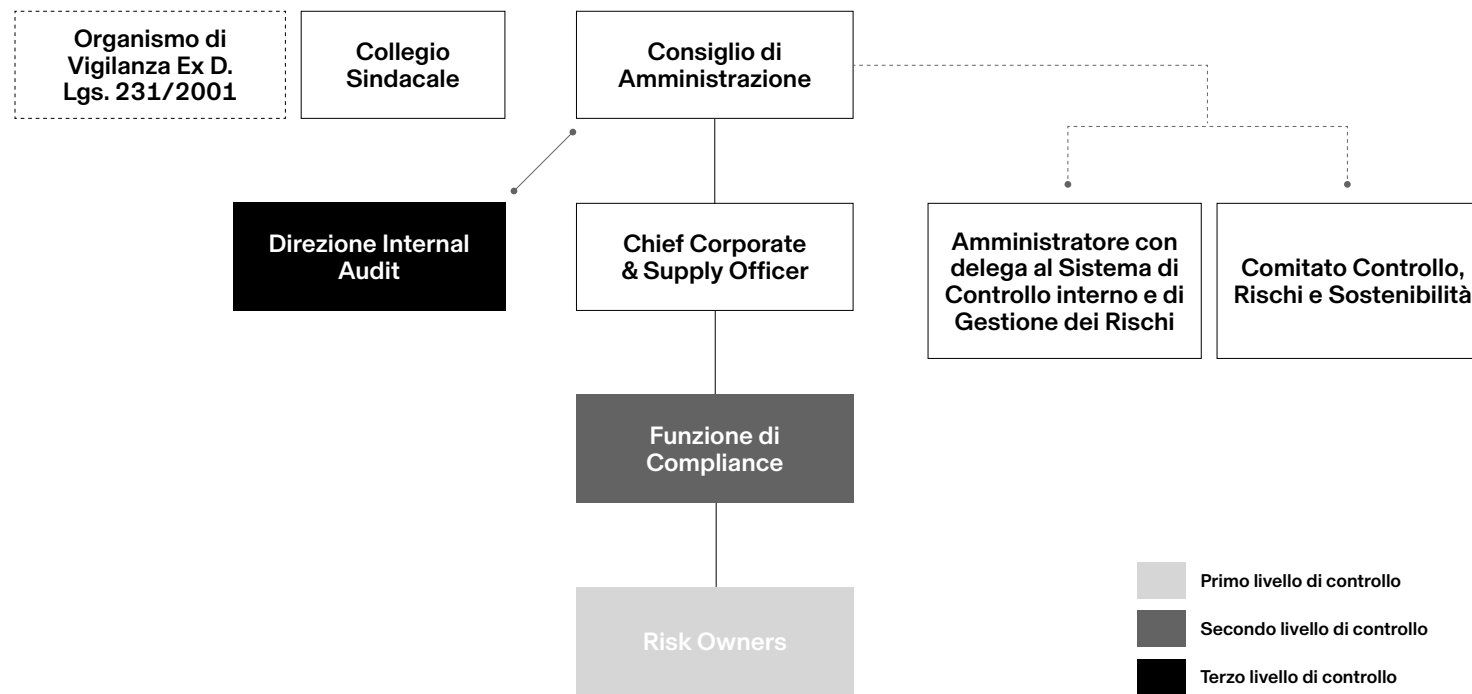 Organismo di
Vigilanza Ex D.
Lgs. 231/2001
Collegio
Sindacale
Consiglio di
Amministrazione
Direzione Internal
Audit
Chief Corporate
& Supply Officer
Amministratore con
delega al Sistema di
Controllo interno e di
Gestione dei Rischi
Comitato Controllo,
Rischi e Sostenibilità
Funzione di
Compliance
Risk Owners
Primo livello di controllo
Secondo livello di controllo
Terzo livello di controllo